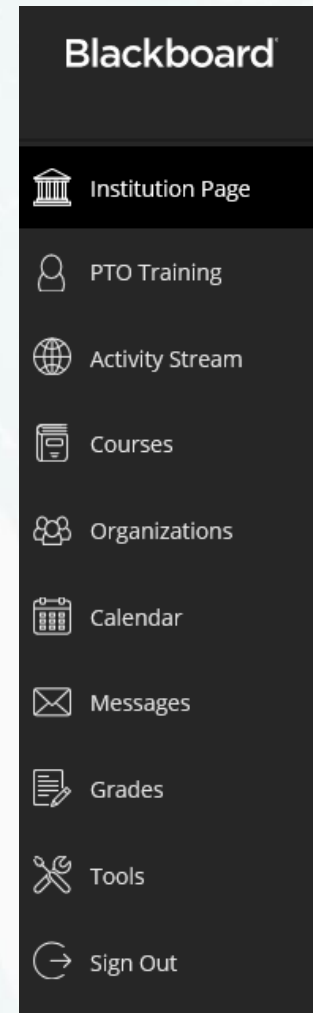 Blackboard
Institution Page
PTO Training
Activity Stream
Courses
Organizations
Calendar
Messages
Grades
Tools
Sign Out